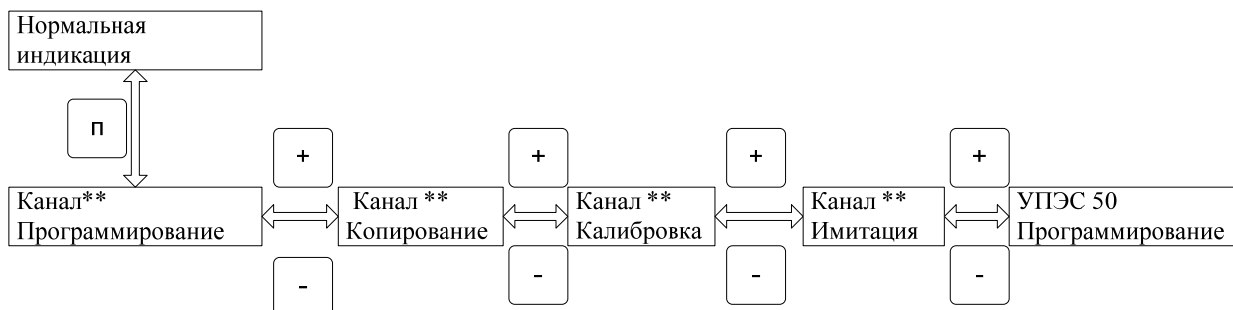 Нормальная
индикация
п
+ + + +
Канал** Канал ** Канал ** Канал ** УПЭС 50
Программирование Копирование Калибровка Имитация Программирование
- - - -